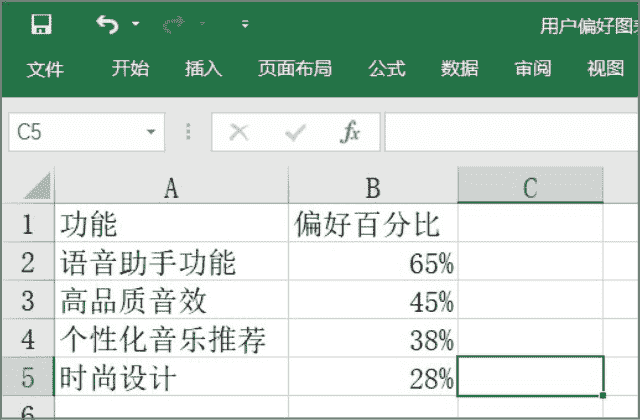 用户偏好图
文件 开始 插入 页面布局 公式 数据 审阅 视图
C5 fx
A B C
1 功能 偏好百分比
2 语音助手功能 65%
3 高品质音效 45%
4 个性化音乐推荐 38%
5 时尚设计 28%
6